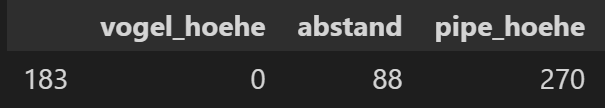 vogel_hoehe abstand pipe_hoehe
183 0 88 270